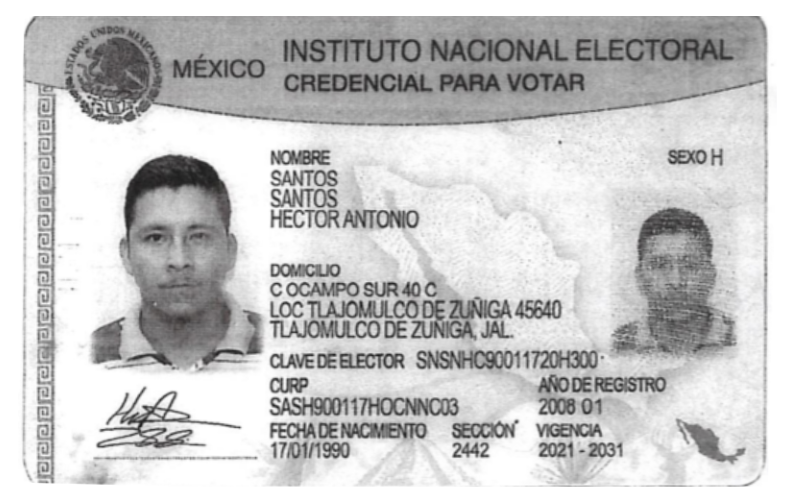 ESTADOS UNIDOS MEXICANOS
MÉXICO
INSTITUTO NACIONAL ELECTORAL
CREDENCIAL PARA VOTAR
NOMBRE
SEXO H
SANTOS
SANTOS
HECTOR ANTONIO
DOMICILIO
C OCAMPO SUR 40 C
LOC TLAJOMULCO DE ZUÑIGA 45640
TLAJOMULCO DE ZUÑIGA, JAL.
CLAVE DE ELECTOR SNSNHC90011720H300
CURP AÑO DE REGISTRO
SASH900117HOCNNC03 2008 01
FECHA DE NACIMIENTO SECCIÓN VIGENCIA
17/01/1990 2442 2021 - 2031